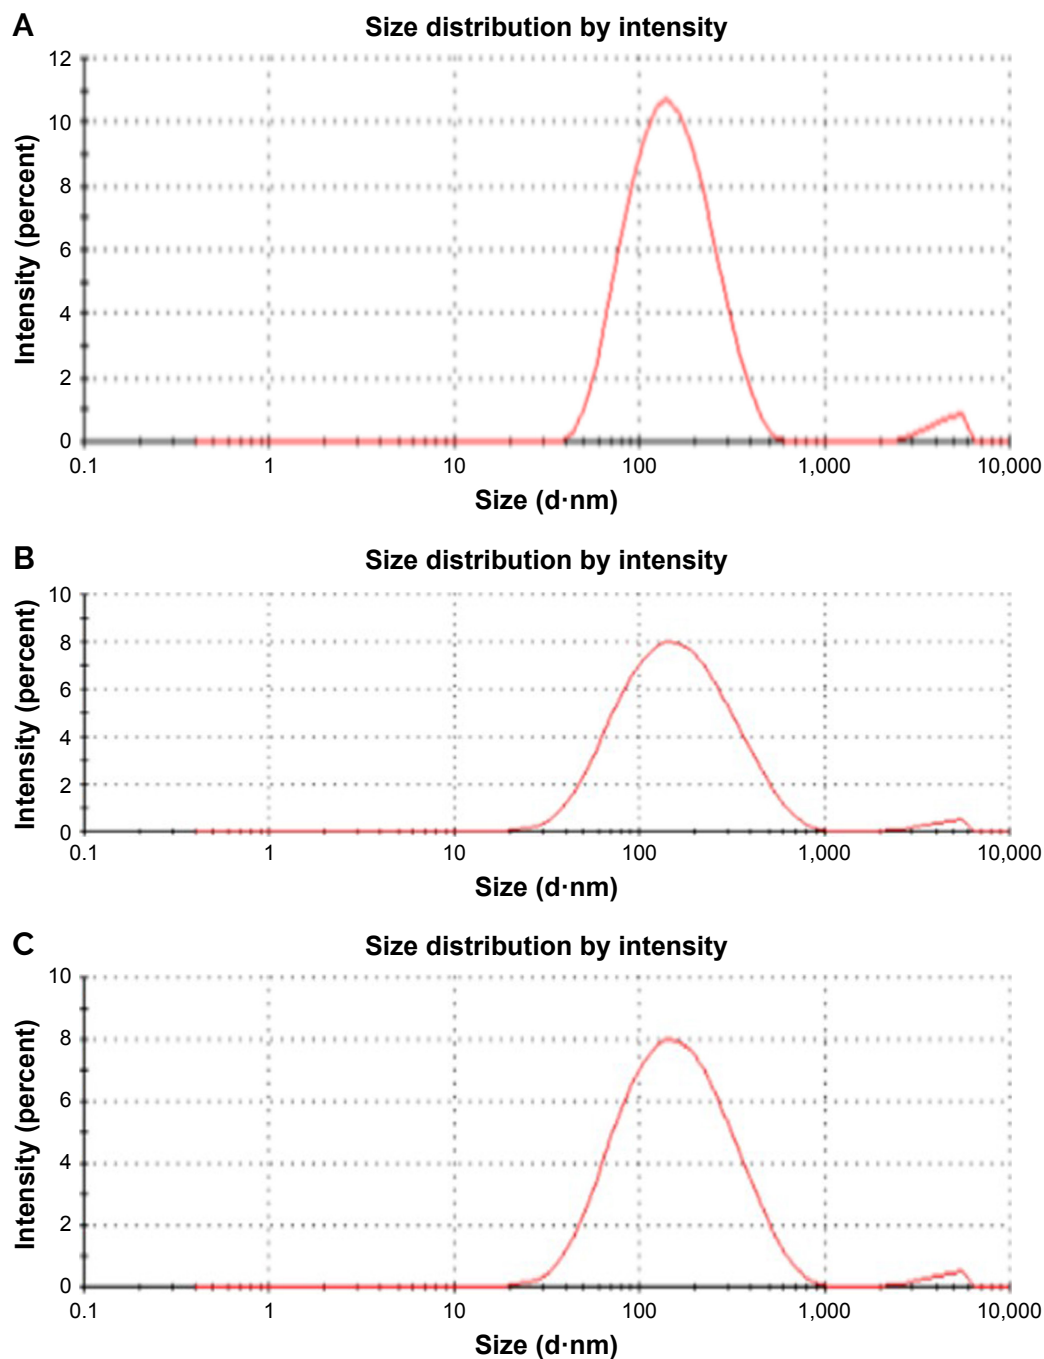 A
Size distribution by intensity
Intensity (percent)
12
10
8
6
4
2
0
0.1 1 10 100 1,000 10,000
Size (d·nm)
B
Size distribution by intensity
Intensity (percent)
10
8
6
4
2
0
0.1 1 10 100 1,000 10,000
Size (d·nm)
C
Size distribution by intensity
Intensity (percent)
10
8
6
4
2
0
0.1 1 10 100 1,000 10,000
Size (d·nm)